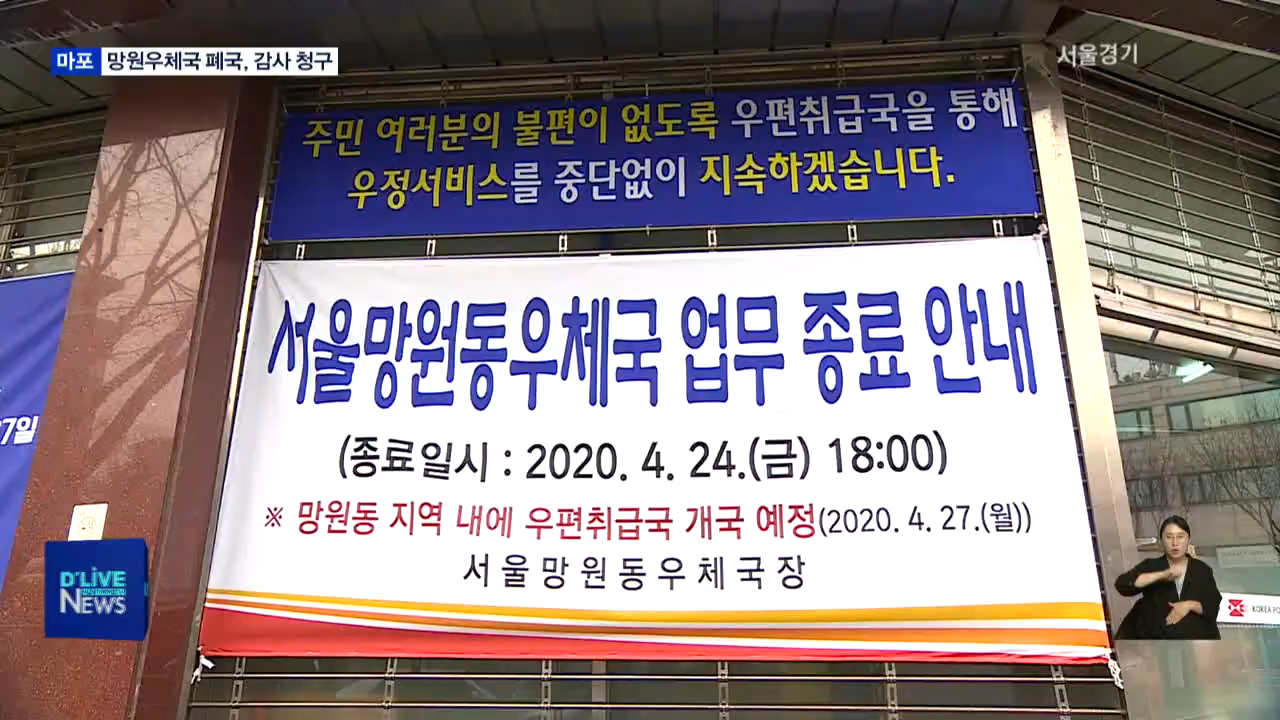 마포 망원우체국 폐국, 감사 청구
서울경기
주민 여러분의 불편이 없도록 우편취급국을 통해
우정서비스를 중단없이 지속하겠습니다.
서울망원동우체국 업무 종료 안내
(종료일시 : 2020. 4. 24.(금) 18:00)
※ 망원동 지역 내에 우편취급국 개국 예정(2020. 4. 27.(월))
서울망원동우체국장
7일
D'LIVE
NEWS
KOREA PO